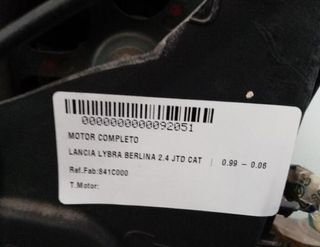 0000000000092051
MOTOR COMPLETO
LANCIA LYBRA BERLINA 2.4 JTD CAT | 0.99 - 0.05
Ref.Fab:841C000
T.Motor: